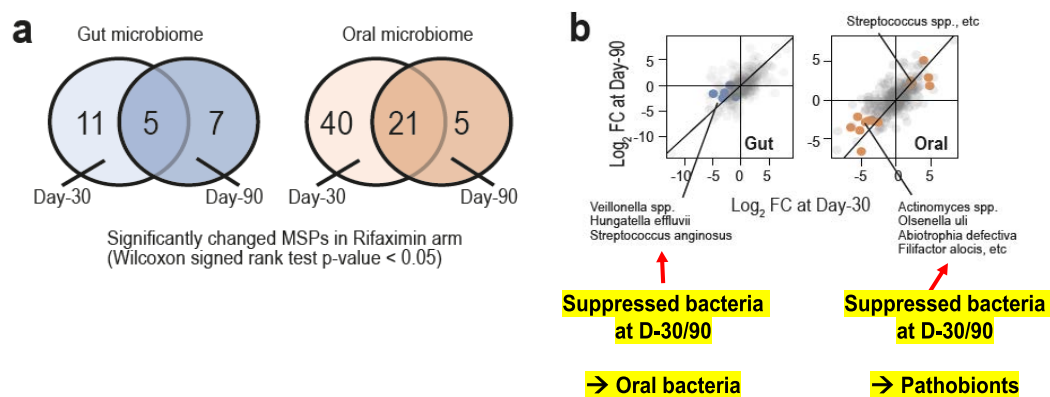 a
Gut microbiome
Oral microbiome
11
5
7
40
21
5
Day-30
Day-90
Day-30
Day-90
Significantly changed MSPs in Rifaximin arm
(Wilcoxon signed rank test p-value < 0.05)
b
Streptococcus spp., etc
Log2 FC at Day-90
5
0
-5
-10
Gut
-10
-5
0
5
5
0
-5
Oral
-5
0
5
Log2 FC at Day-30
Veillonella spp.
Hungatella effluvii
Streptococcus anginosus
Actinomyces spp.
Olsenella uli
Abiotrophia defectiva
Filifactor alocis, etc
Suppressed bacteria
at D-30/90
→ Oral bacteria
Suppressed bacteria
at D-30/90
→ Pathobionts